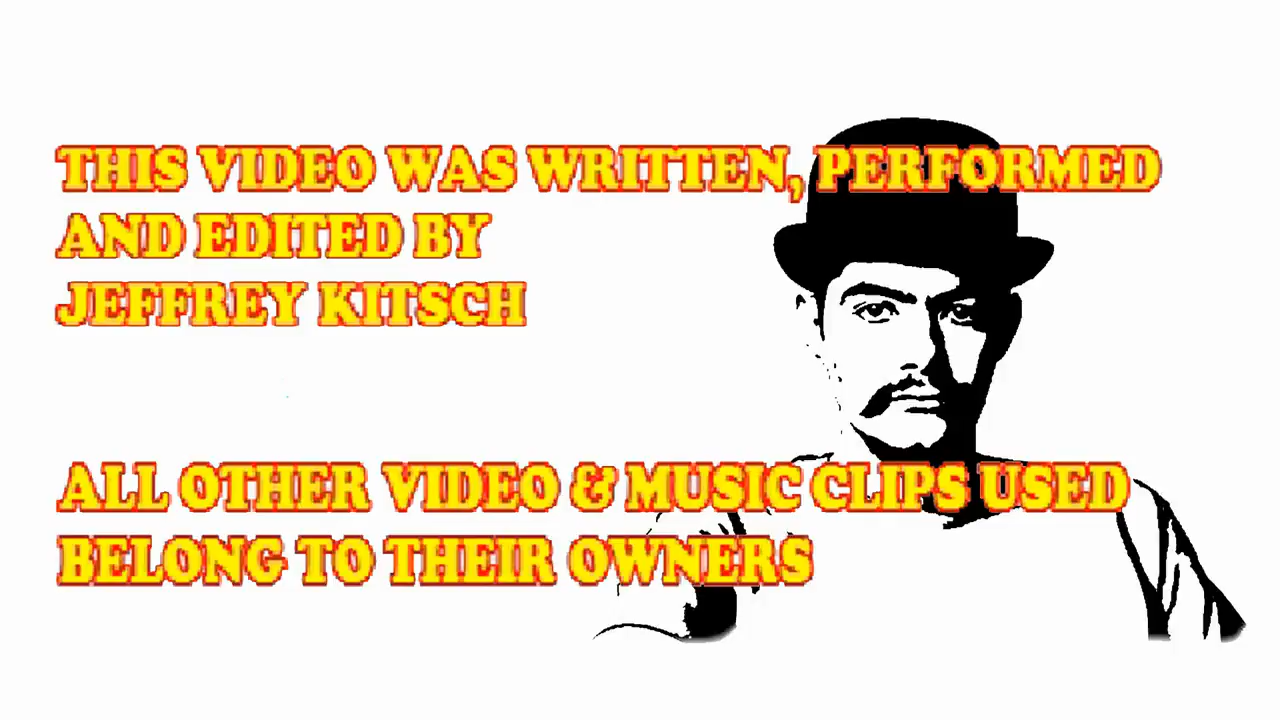 THIS VIDEO WAS WRITTEN, PERFORMED
AND EDITED BY
JEFFREY KITSCH
ALL OTHER VIDEO & MUSIC CLIPS USED
BELONG TO THEIR OWNERS